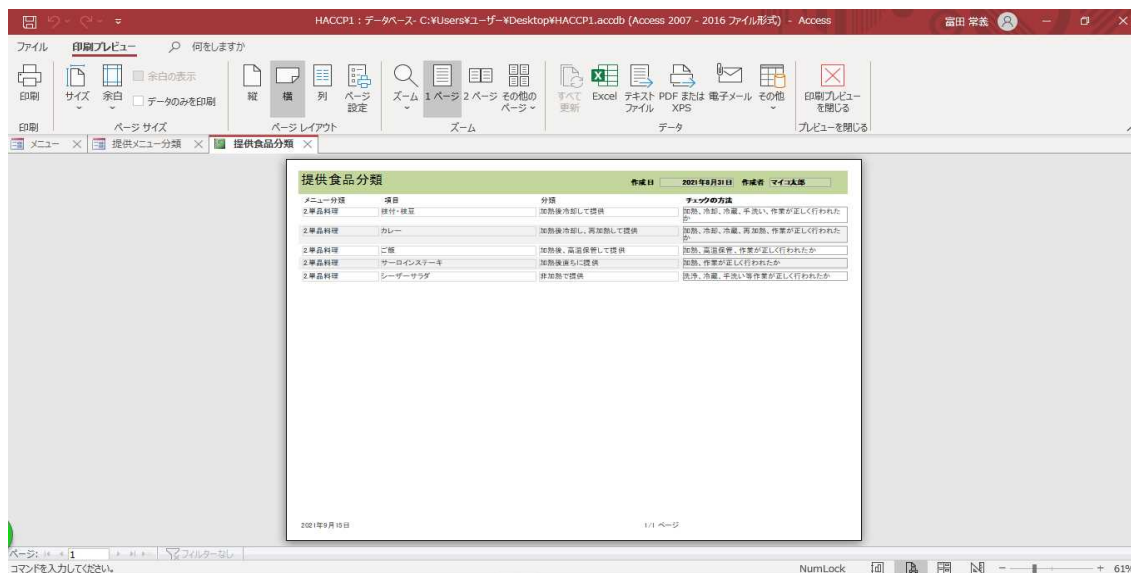 HACCP1 : データベース- C:¥Users¥ユーザー¥Desktop¥HACCP1.accdb (Access 2007 - 2016 ファイル形式) - Access
富田 常義
ファイル 印刷プレビュー 何をしますか
印刷 サイズ 余白 余白の表示 データのみを印刷 縦 横 列 ページ設定 ズーム 1 ページ 2 ページ その他のページ すべて更新 Excel テキストファイル PDF または XPS 電子メール その他 印刷プレビューを閉じる
印刷 ページ サイズ ページ レイアウト ズーム データ プレビューを閉じる
メニュー 提供メニュー分類 提供食品分類
提供食品分類 作成日 2021年8月31日 作成者 マイコ太郎
メニュー分類 項目 分類 チェックの方法
2.単品料理 枝付・枝豆 加熱後冷却して提供 加熱、冷却、冷蔵、手洗い、作業が正しく行われた
か
2.単品料理 カレー 加熱後冷却し、再加熱して提供 加熱、冷却、冷蔵、再加熱、作業が正しく行われた
か
2.単品料理 ご飯 加熱後、高温保管して提供 加熱、高温保管、作業が正しく行われたか
2.単品料理 サーロインステーキ 加熱後直ちに提供 加熱、作業が正しく行われたか
2.単品料理 シーザーサラダ 非加熱で提供 洗浄、冷蔵、手洗い等作業が正しく行われたか
1/1 ページ
ページ: 1 フィルターなし
コマンドを入力してください。 NumLock 61%